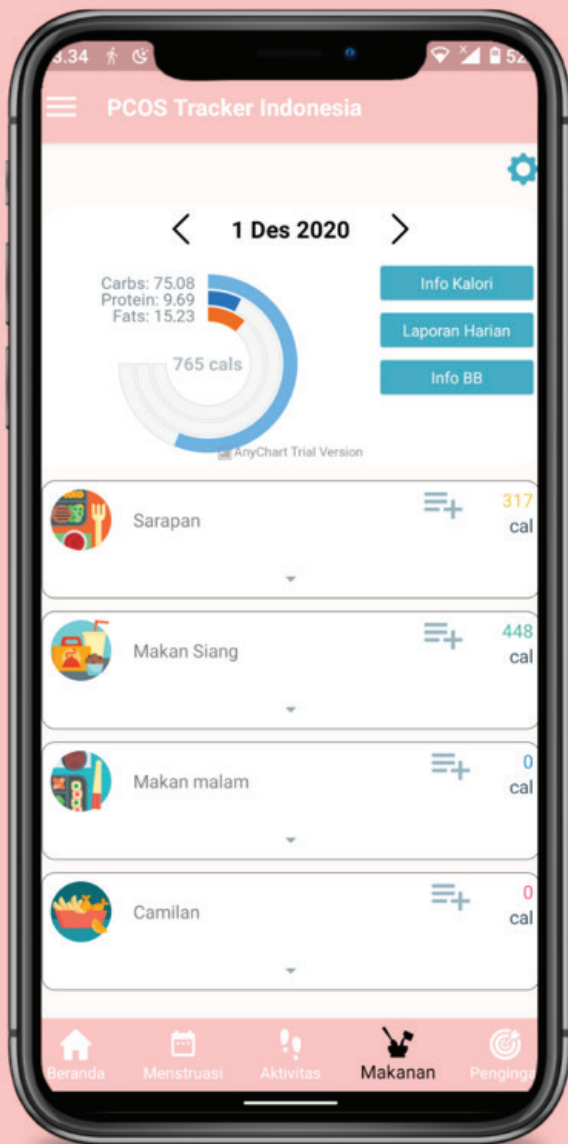 3.34
52
PCOS Tracker Indonesia
1 Des 2020
Carbs: 75.08
Protein: 9.69
Fats: 15.23
765 cals
AnyChart Trial Version
Info Kalori
Laporan Harian
Info BB
Sarapan
317
cal
Makan Siang
448
cal
Makan malam
0
cal
Camilan
0
cal
Beranda
Menstruasi
Aktivitas
Makanan
Penginga